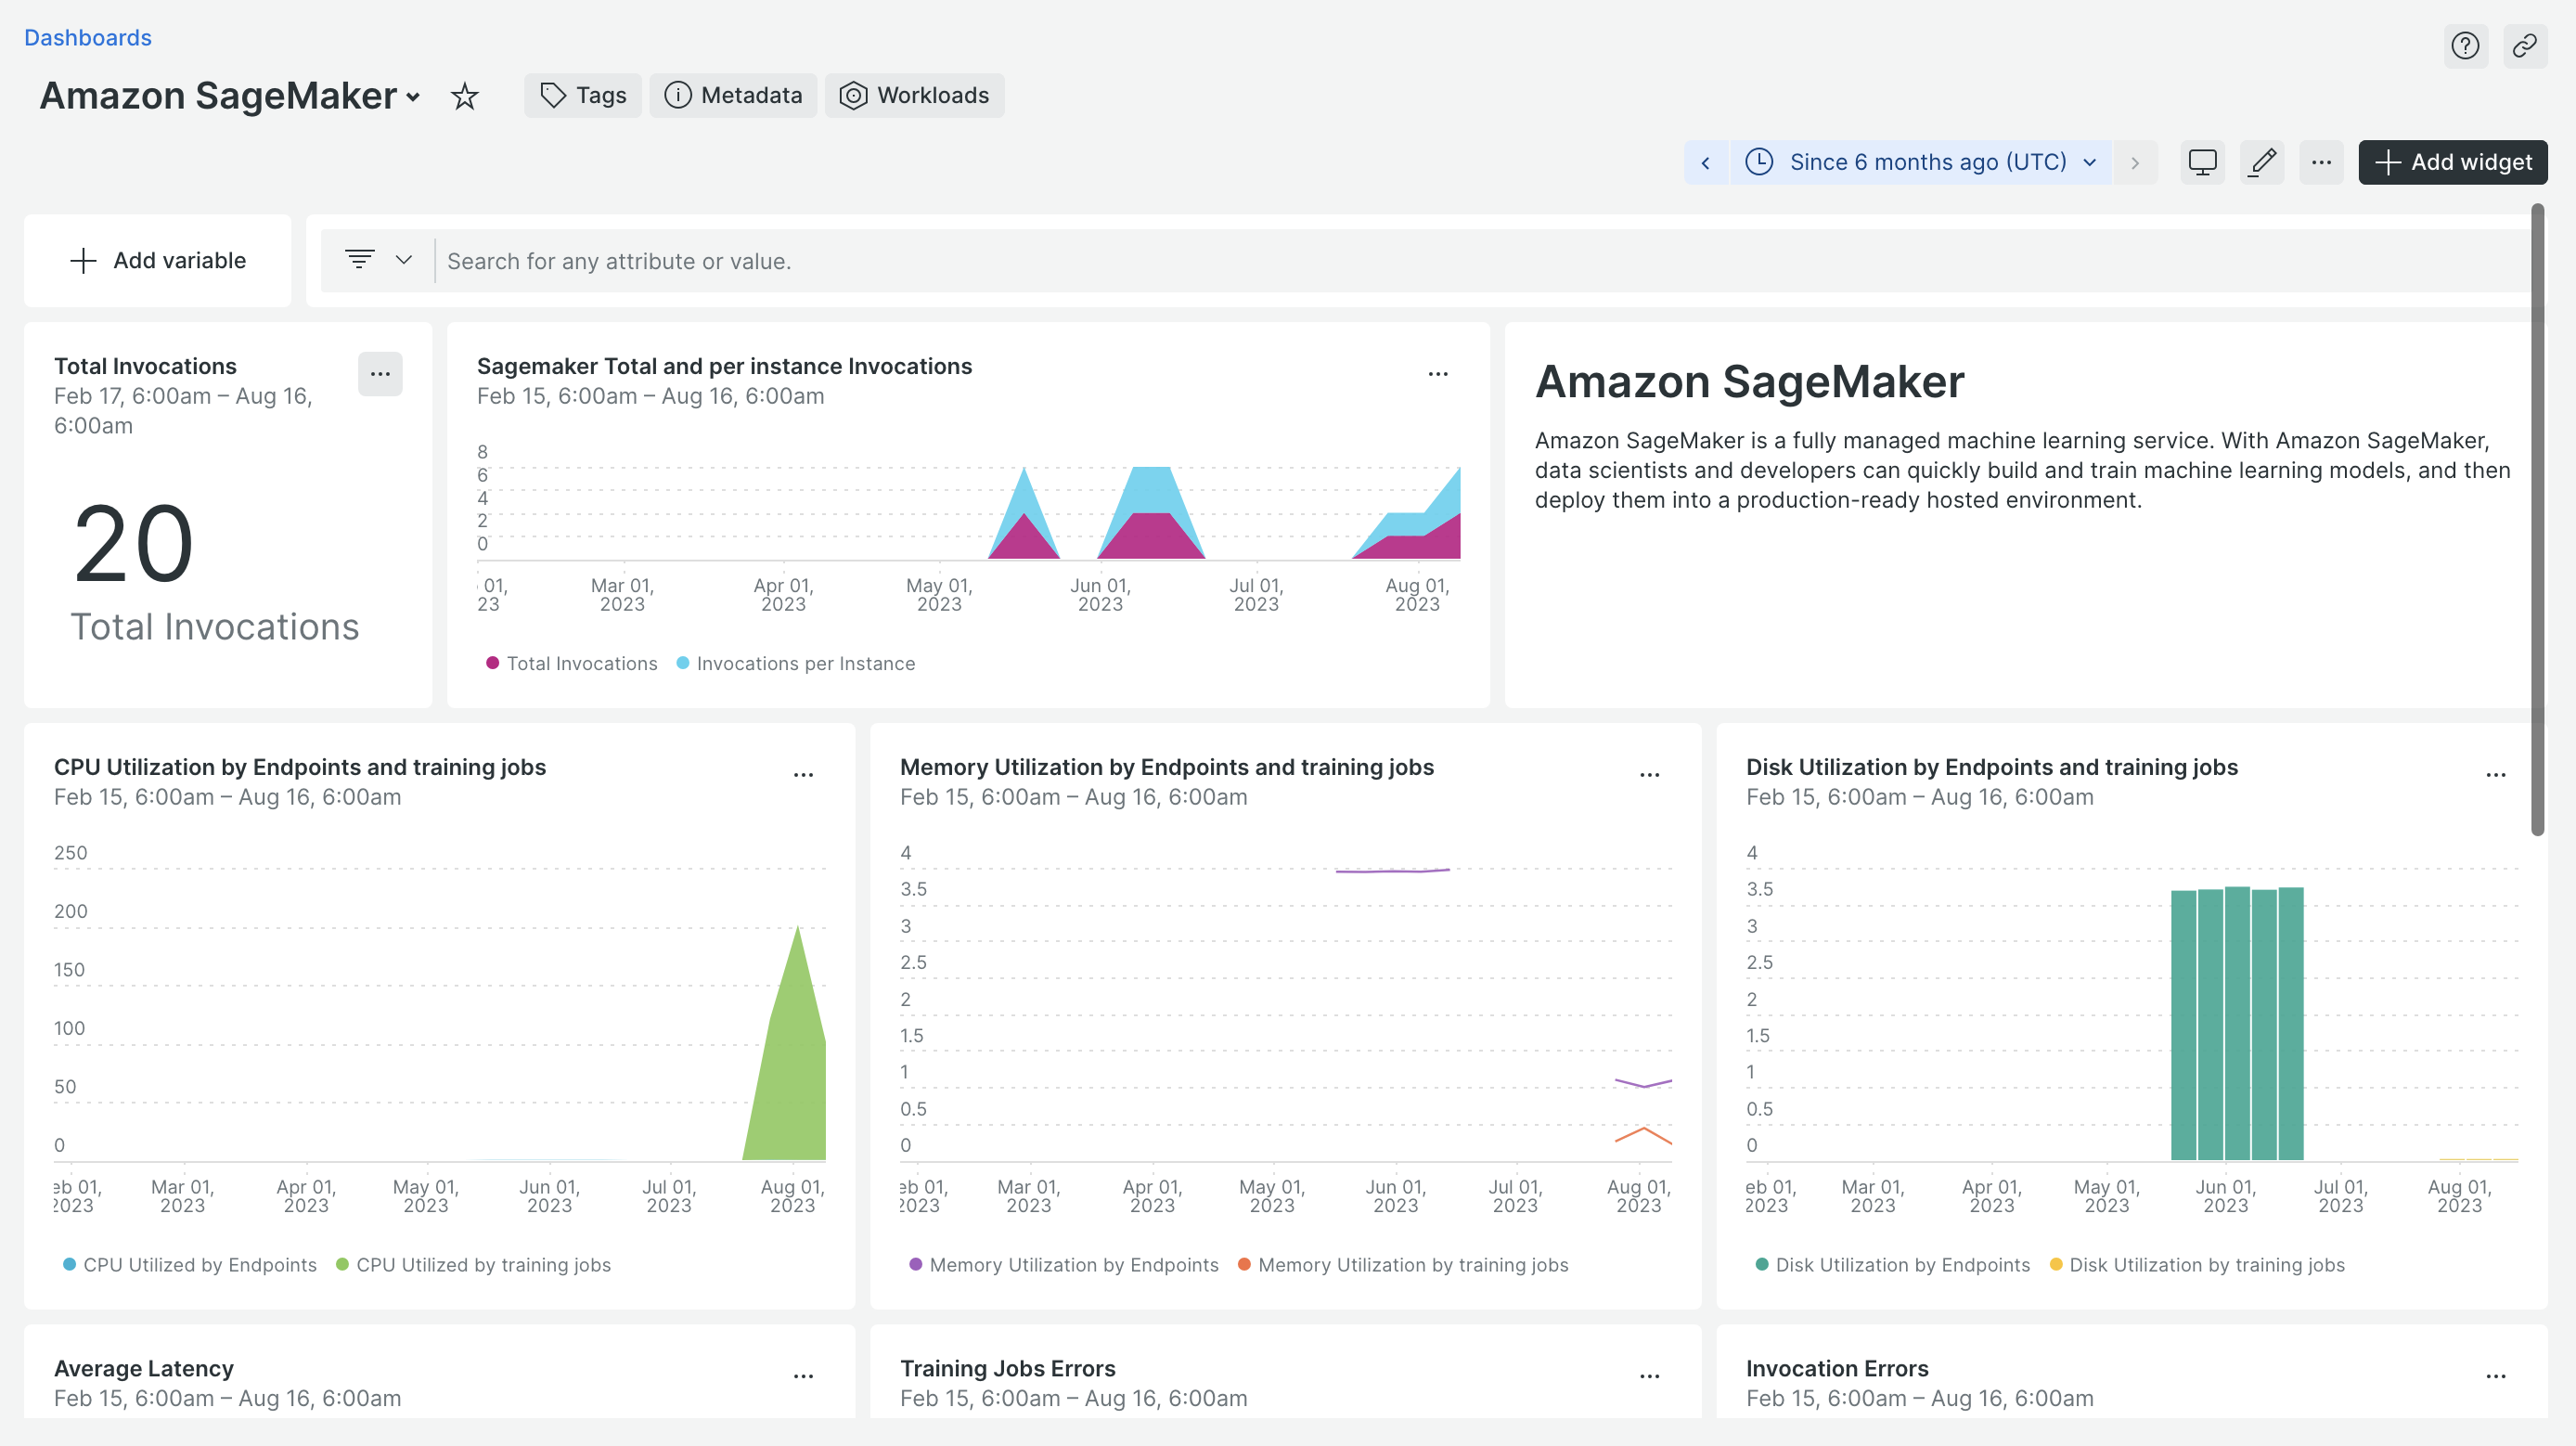 Dashboards
Amazon SageMaker
Tags
Metadata
Workloads
Since 6 months ago (UTC)
Add widget
Add variable
Search for any attribute or value.
Total Invocations
Feb 17, 6:00am – Aug 16,
6:00am
20
Total Invocations
Sagemaker Total and per instance Invocations
Feb 15, 6:00am – Aug 16, 6:00am
8
6
4
2
0
01, Mar 01, Apr 01, May 01, Jun 01, Jul 01, Aug 01,
23 2023 2023 2023 2023 2023 2023
Total Invocations Invocations per Instance
Amazon SageMaker
Amazon SageMaker is a fully managed machine learning service. With Amazon SageMaker,
data scientists and developers can quickly build and train machine learning models, and then
deploy them into a production-ready hosted environment.
CPU Utilization by Endpoints and training jobs
Feb 15, 6:00am – Aug 16, 6:00am
250
200
150
100
50
0
eb 01, Mar 01, Apr 01, May 01, Jun 01, Jul 01, Aug 01,
2023 2023 2023 2023 2023 2023 2023
CPU Utilized by Endpoints CPU Utilized by training jobs
Memory Utilization by Endpoints and training jobs
Feb 15, 6:00am – Aug 16, 6:00am
4
3.5
3
2.5
2
1.5
1
0.5
0
eb 01, Mar 01, Apr 01, May 01, Jun 01, Jul 01, Aug 01,
2023 2023 2023 2023 2023 2023 2023
Memory Utilization by Endpoints Memory Utilization by training jobs
Disk Utilization by Endpoints and training jobs
Feb 15, 6:00am – Aug 16, 6:00am
4
3.5
3
2.5
2
1.5
1
0.5
0
eb 01, Mar 01, Apr 01, May 01, Jun 01, Jul 01, Aug 01,
2023 2023 2023 2023 2023 2023 2023
Disk Utilization by Endpoints Disk Utilization by training jobs
Average Latency
Feb 15, 6:00am – Aug 16, 6:00am
Training Jobs Errors
Feb 15, 6:00am – Aug 16, 6:00am
Invocation Errors
Feb 15, 6:00am – Aug 16, 6:00am